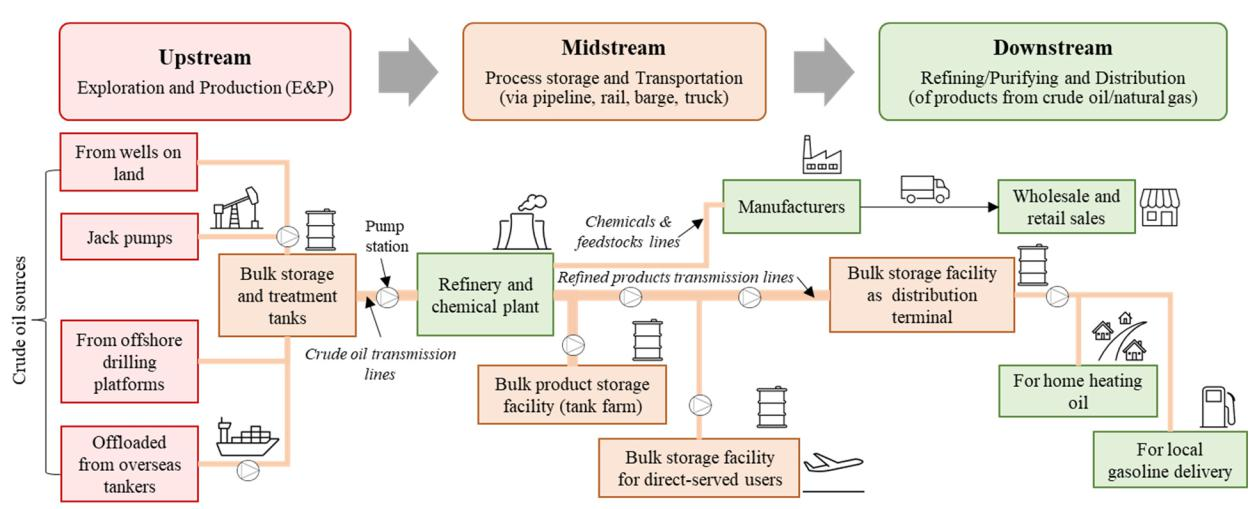 Upstream
Exploration and Production (E&P)
Midstream
Process storage and Transportation
(via pipeline, rail, barge, truck)
Downstream
Refining/Purifying and Distribution
(of products from crude oil/natural gas)
Crude oil sources
From wells on
land
Jack pumps
From offshore
drilling
platforms
Offloaded
from overseas
tankers
Bulk storage
and treatment
tanks
Pump
station
Crude oil transmission
lines
Refinery and
chemical plant
Chemicals &
feedstocks lines
Refined products transmission lines
Manufacturers
Wholesale and
retail sales
Bulk product storage
facility (tank farm)
Bulk storage facility
for direct-served users
Bulk storage facility
as distribution
terminal
For home heating
oil
For local
gasoline delivery